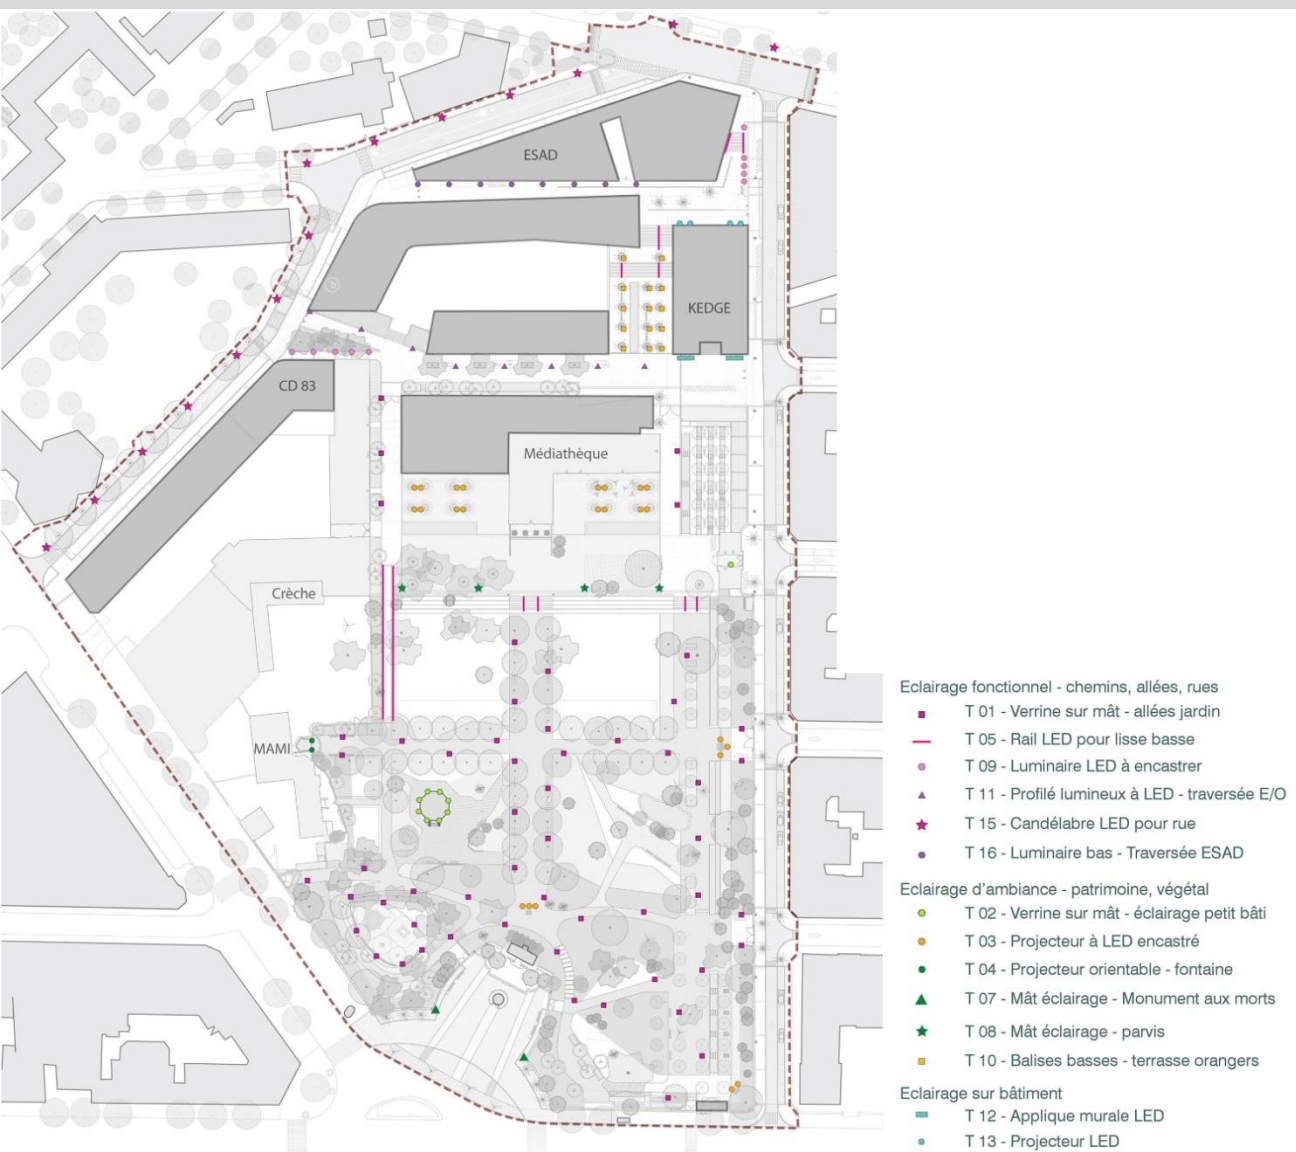 ESAD
KEDGE
CD 83
Médiathèque
Crèche
MAMI
Eclairage fonctionnel - chemins, allées, rues
T 01 - Verrine sur mât - allées jardin
T 05 - Rail LED pour lisse basse
T 09 - Luminaire LED à encastrer
T 11 - Profilé lumineux à LED - traversée E/O
T 15 - Candélabre LED pour rue
T 16 - Luminaire bas - Traversée ESAD
Eclairage d'ambiance - patrimoine, végétal
T 02 - Verrine sur mât - éclairage petit bâti
T 03 - Projecteur à LED encastré
T 04 - Projecteur orientable - fontaine
T 07 - Mât éclairage - Monument aux morts
T 08 - Mât éclairage - parvis
T 10 - Balises basses - terrasse orangers
Eclairage sur bâtiment
T 12 - Applique murale LED
T 13 - Projecteur LED